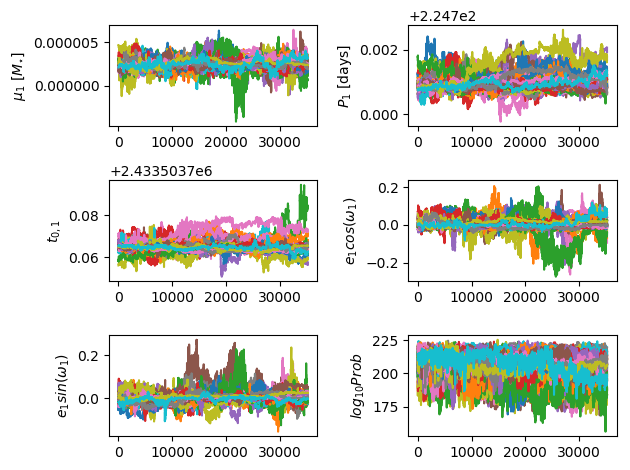 +2.247e2
μ₁ [M.]
0.000005
0.000000
0 10000 20000 30000
P₁ [days]
0.002
0.000
0 10000 20000 30000
+2.4335037e6
t₀,₁
0.08
0.06
0 10000 20000 30000
e₁cos(ω₁)
0.2
0.0
−0.2
0 10000 20000 30000
e₁sin(ω₁)
0.2
0.0
0 10000 20000 30000
log₁₀Prob
225
200
175
0 10000 20000 30000